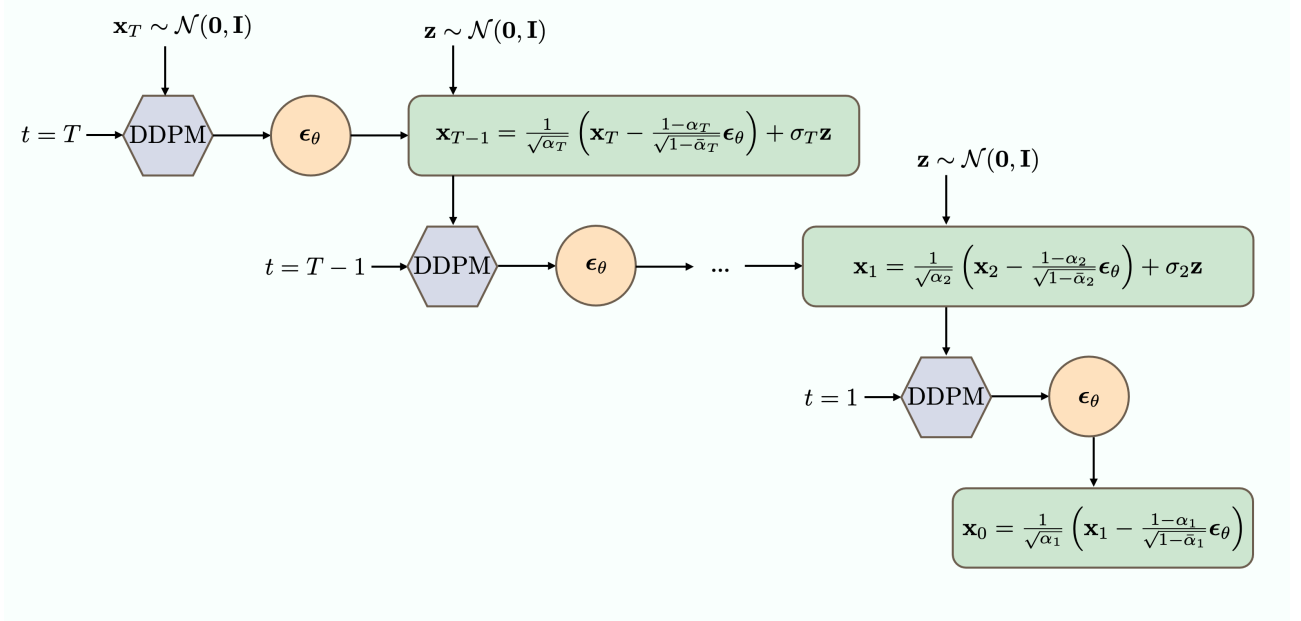 𝐱_T ∼ 𝒩(𝟎, 𝐈)
𝐳 ∼ 𝒩(𝟎, 𝐈)
t = T
DDPM
𝛜_θ
𝐱_{T−1} = \frac{1}{\sqrt{α_T}} (𝐱_T − \frac{1−α_T}{\sqrt{1−\bar{α}_T}} 𝛜_θ) + σ_T 𝐳
𝐳 ∼ 𝒩(𝟎, 𝐈)
t = T − 1
DDPM
𝛜_θ
...
𝐱_1 = \frac{1}{\sqrt{α_2}} (𝐱_2 − \frac{1−α_2}{\sqrt{1−\bar{α}_2}} 𝛜_θ) + σ_2 𝐳
t = 1
DDPM
𝛜_θ
𝐱_0 = \frac{1}{\sqrt{α_1}} (𝐱_1 − \frac{1−α_1}{\sqrt{1−\bar{α}_1}} 𝛜_θ)